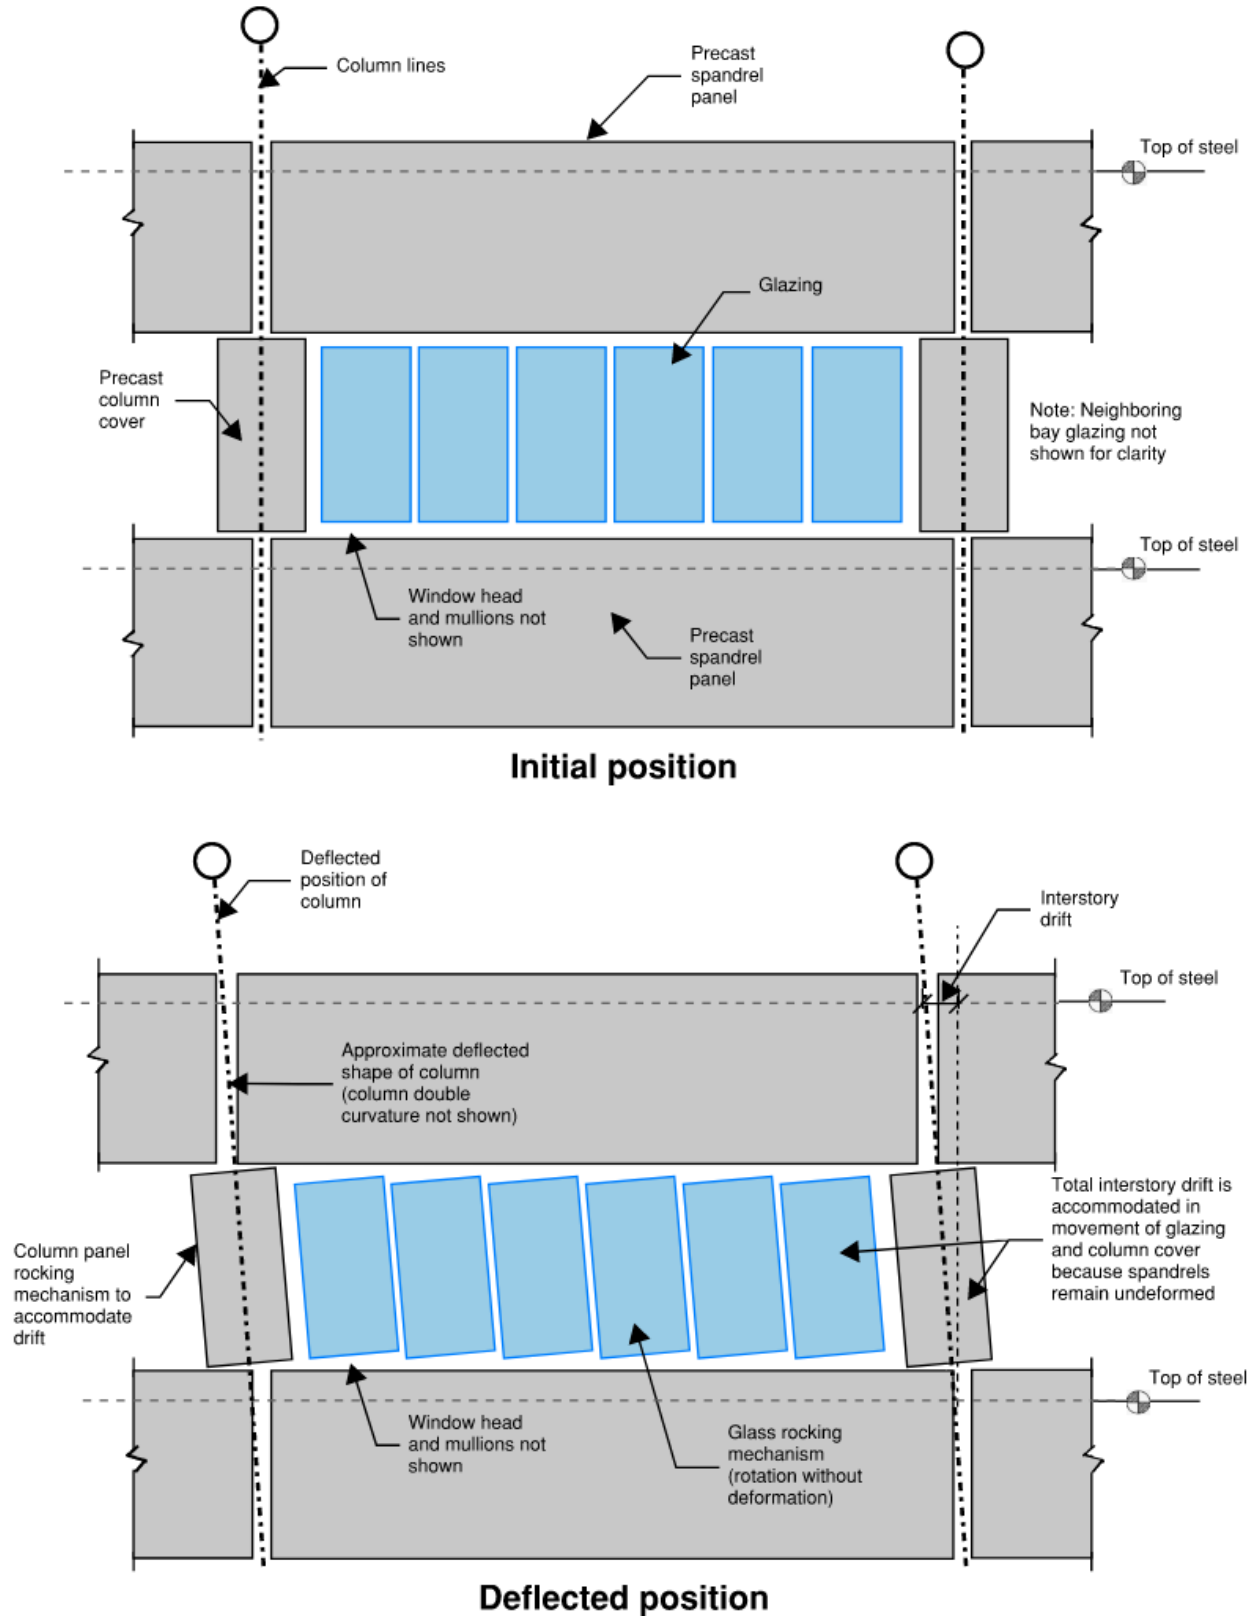 Column lines
Precast
spandrel
panel
Top of steel
Glazing
Precast
column
cover
Note: Neighboring
bay glazing not
shown for clarity
Top of steel
Window head
and mullions not
shown
Precast
spandrel
panel
Initial position
Deflected
position of
column
Interstory
drift
Top of steel
Approximate deflected
shape of column
(column double
curvature not shown)
Total interstory drift is
accommodated in
movement of glazing
and column cover
because spandrels
remain undeformed
Column panel
rocking
mechanism to
accommodate
drift
Top of steel
Window head
and mullions not
shown
Glass rocking
mechanism
(rotation without
deformation)
Deflected position